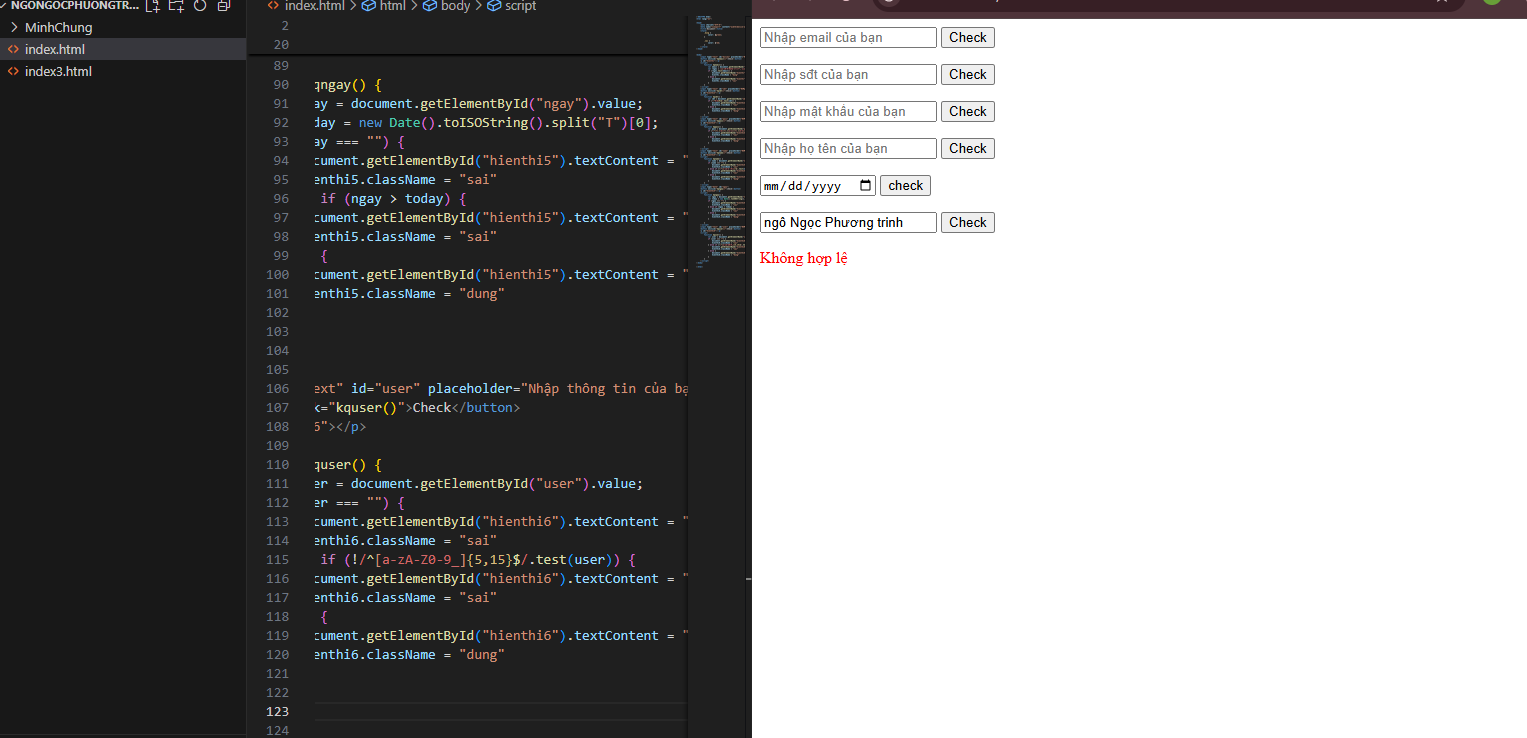 NGONGOCPHUONGTR...
MinhChung
index.html
index3.html
index.html > html > body > script
2
20
89
90 qngay() {
91 ay = document.getElementById("ngay").value;
92 day = new Date().toISOString().split("T")[0];
93 ay === "") {
94 cument.getElementById("hienthi5").textContent = "
95 enthi5.className = "sai"
96 if (ngay > today) {
97 cument.getElementById("hienthi5").textContent = "
98 enthi5.className = "sai"
99 {
100 cument.getElementById("hienthi5").textContent = "
101 enthi5.className = "dung"
102
103
104
105
106 ext" id="user" placeholder="Nhập thông tin của bạ
107 k="kquser()">Check</button>
108 6"></p>
109
110 quser() {
111 er = document.getElementById("user").value;
112 er === "") {
113 cument.getElementById("hienthi6").textContent = "
114 enthi6.className = "sai"
115 if (!/^[a-zA-Z0-9_]{5,15}$/.test(user)) {
116 cument.getElementById("hienthi6").textContent = "
117 enthi6.className = "sai"
118 {
119 cument.getElementById("hienthi6").textContent = "
120 enthi6.className = "dung"
121
122
123
124
Nhập email của bạn Check
Nhập sđt của bạn Check
Nhập mật khẩu của bạn Check
Nhập họ tên của bạn Check
mm/dd/yyyy check
ngô Ngọc Phương trinh Check
Không hợp lệ